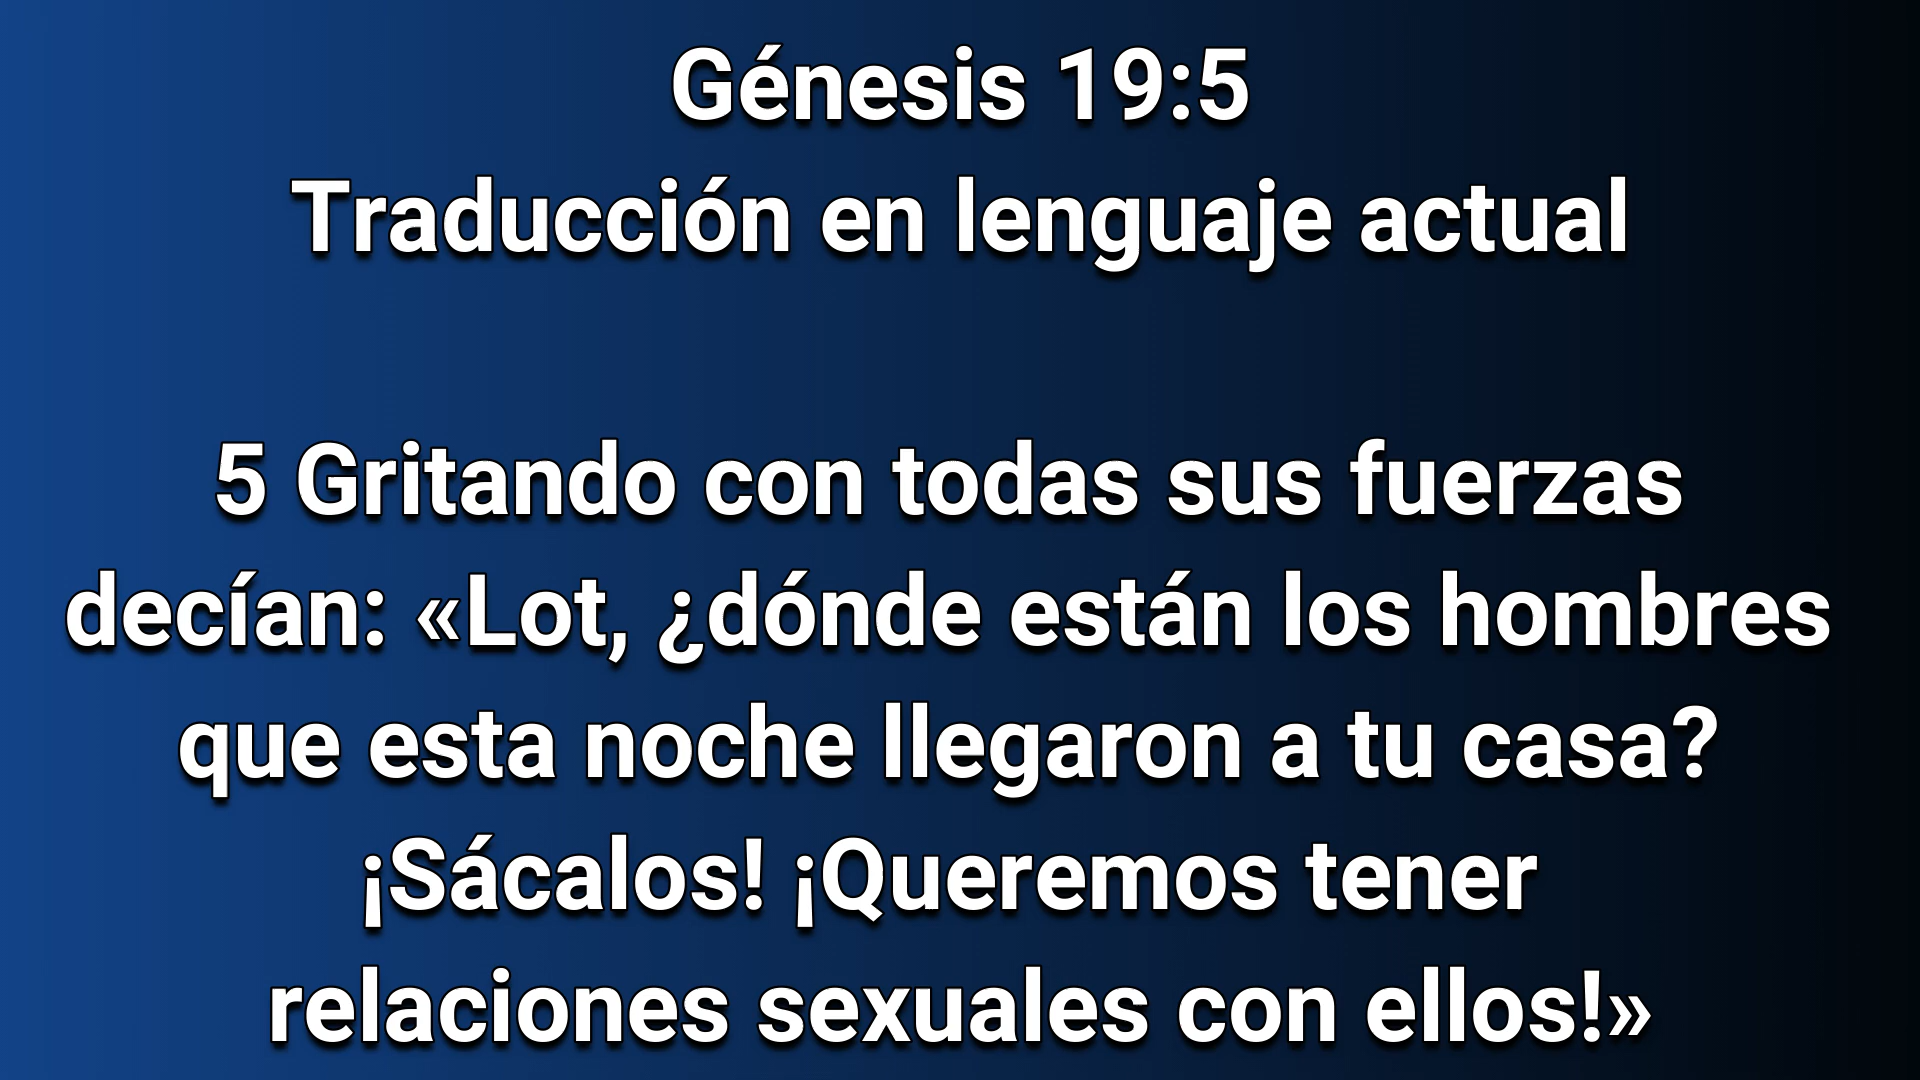 Génesis 19:5
Traducción en lenguaje actual
5 Gritando con todas sus fuerzas
decían: «Lot, ¿dónde están los hombres
que esta noche llegaron a tu casa?
¡Sácalos! ¡Queremos tener
relaciones sexuales con ellos!»